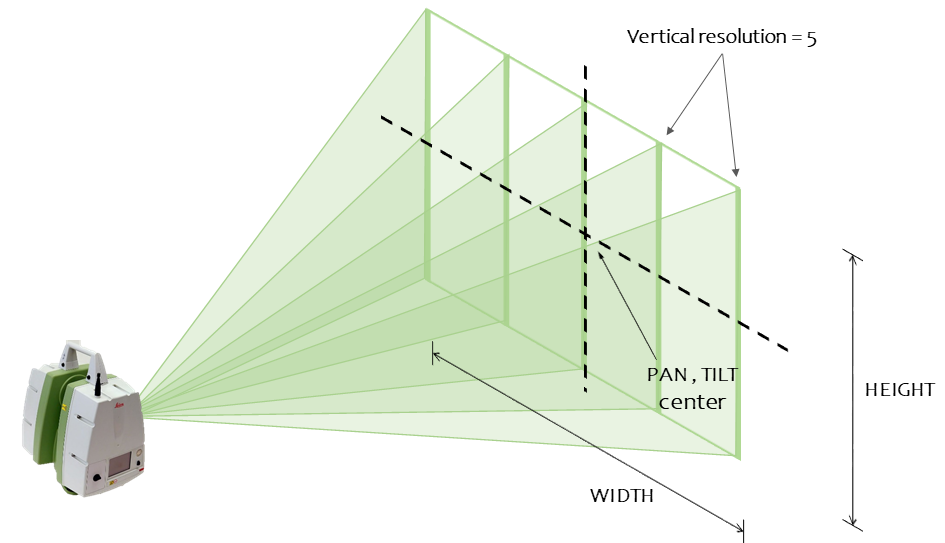 Vertical resolution = 5
PAN , TILT
center
HEIGHT
WIDTH